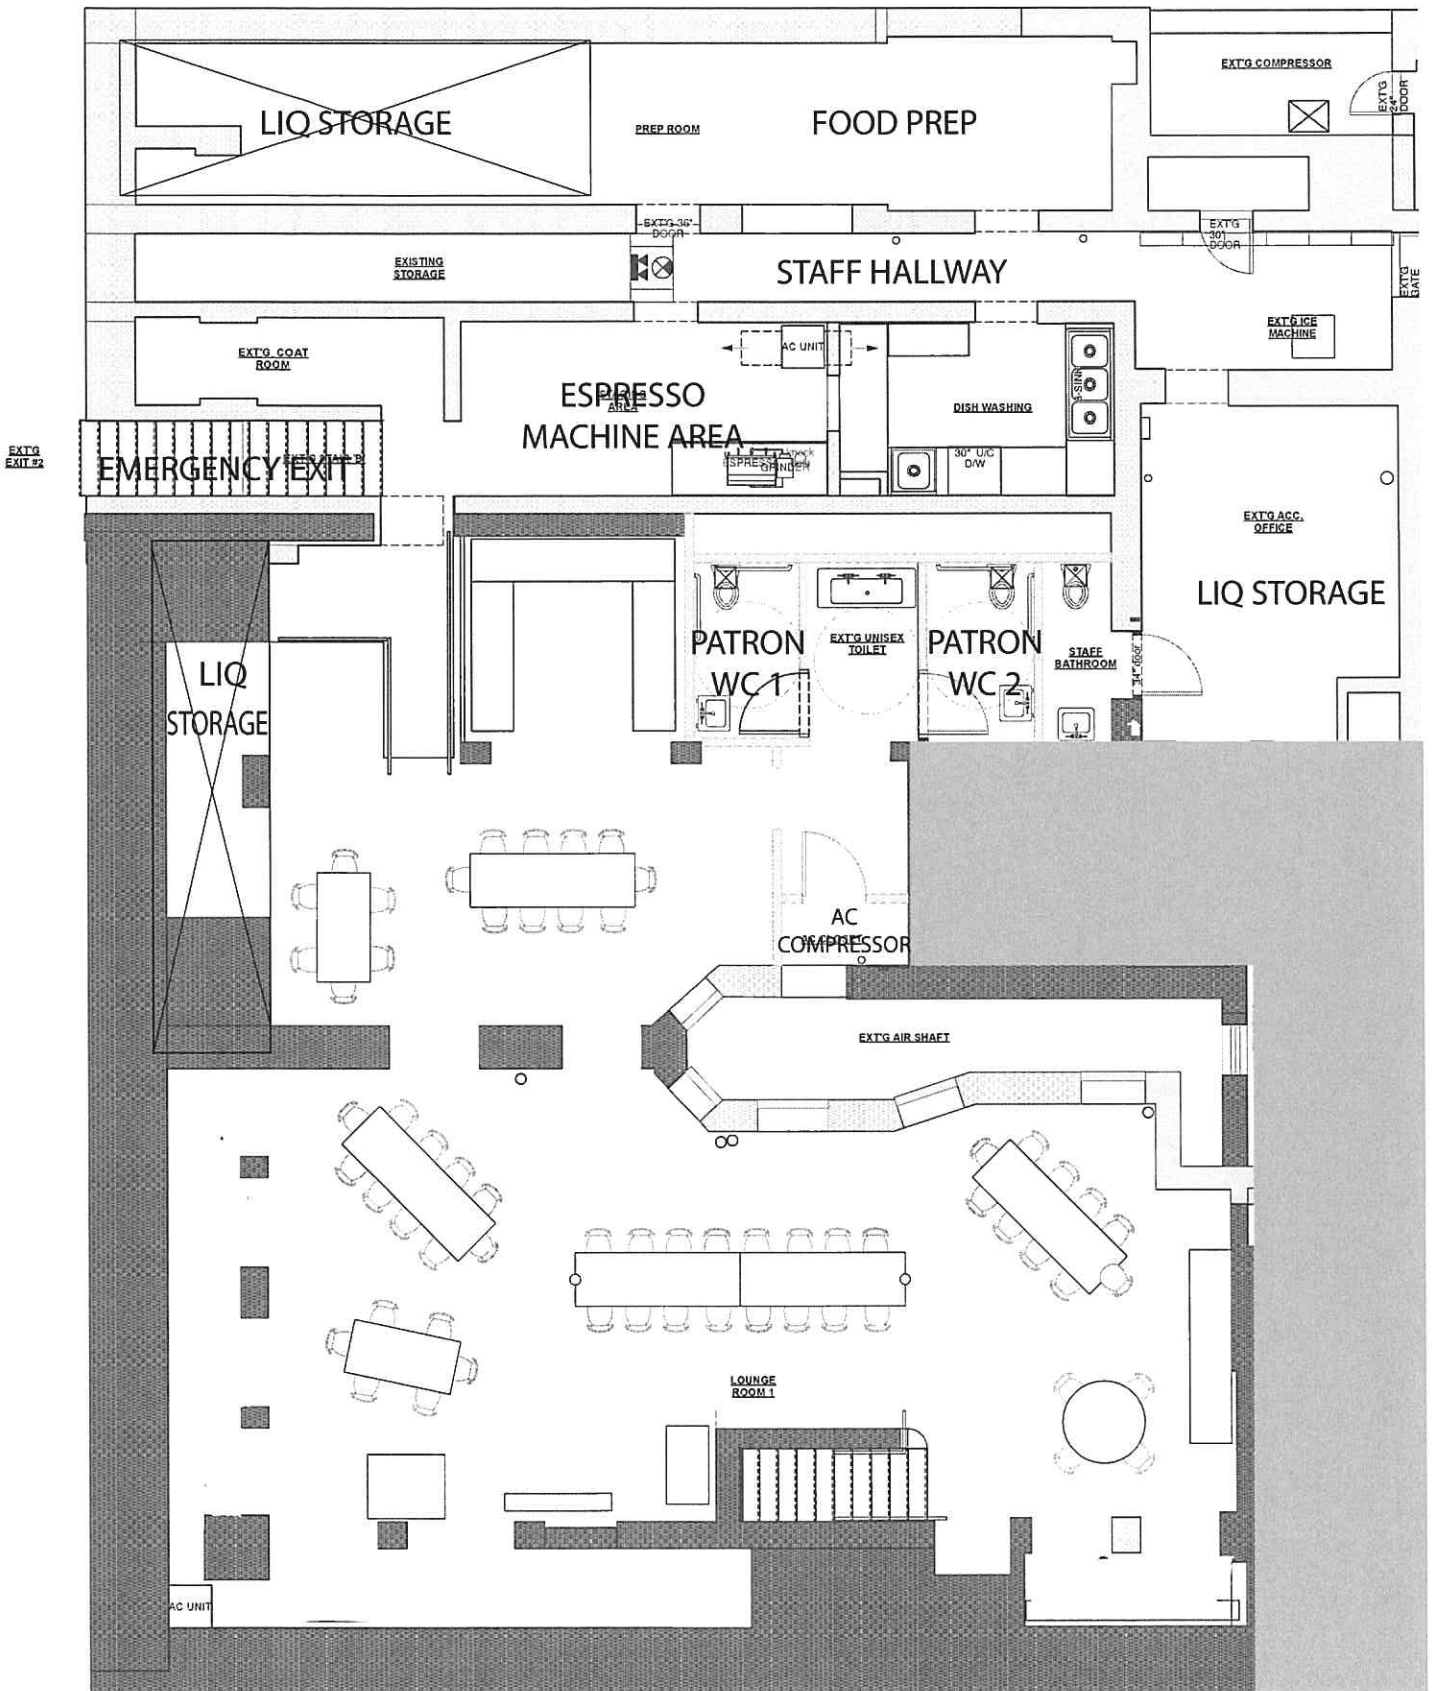 EXT'G COMPRESSOR
EXT'G
24"
DOOR
LIQ STORAGE
PREP ROOM
FOOD PREP
EXT'G 36"
DOOR
EXT'G
30"
DOOR
EXISTING
STORAGE
STAFF HALLWAY
EXT'G
GATE
EXT'G ICE
MACHINE
EXT'G COAT
ROOM
AC UNIT
ESPRESSO
AREA
MACHINE AREA
DISH WASHING
EXT'G
EXIT #2
EMERGENCY EXIT
ESPRESSO
GRINDER
30" U/C
D/W
EXT'G ACC.
OFFICE
LIQ STORAGE
PATRON
WC 1
EXT'G UNISEX
TOILET
PATRON
WC 2
STAFF
BATHROOM
34" door
LIQ
STORAGE
AC
COMPRESSOR
EXT'G AIR SHAFT
LOUNGE
ROOM 1
AC UNIT